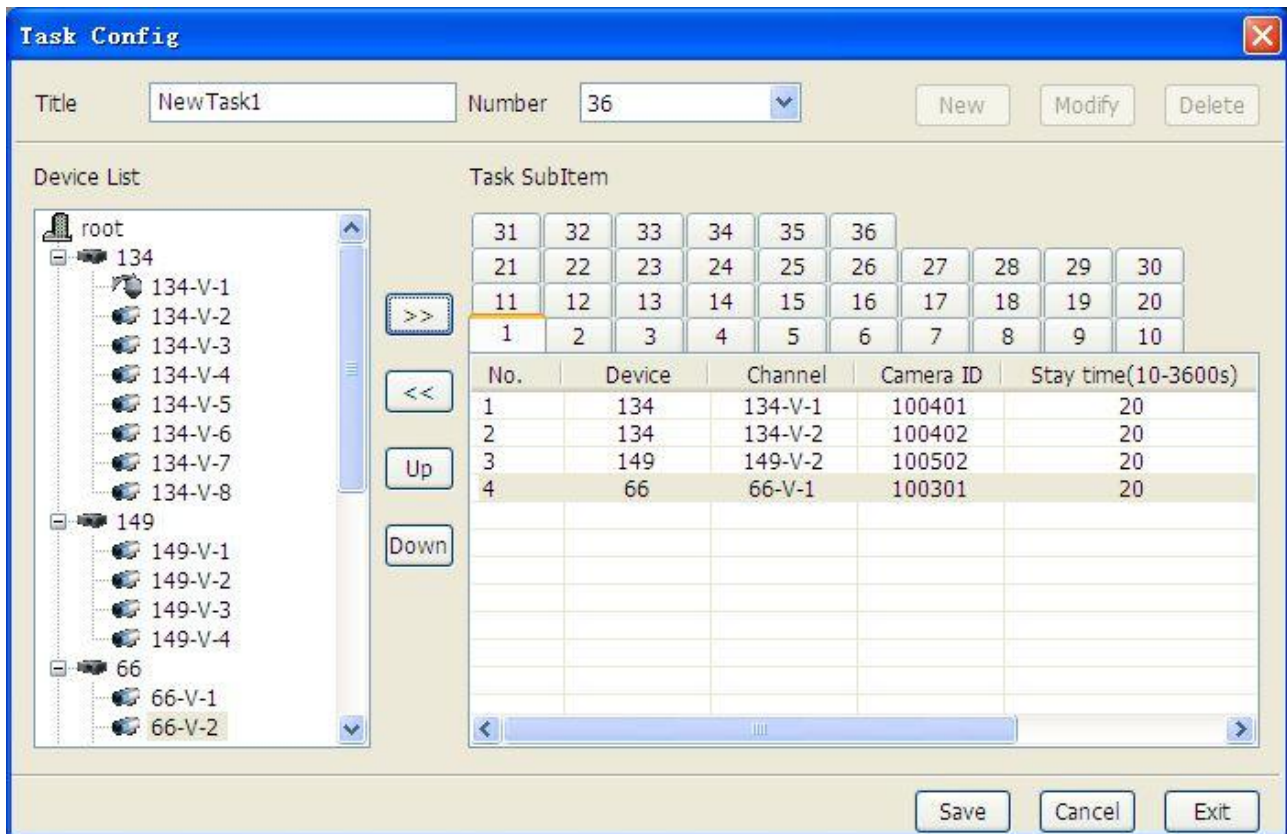 Task Config
Title NewTask1 Number 36 New Modify Delete
Device List
root
134
134-V-1
134-V-2
134-V-3
134-V-4
134-V-5
134-V-6
134-V-7
134-V-8
149
149-V-1
149-V-2
149-V-3
149-V-4
66
66-V-1
66-V-2
>>
<<
Up
Down
Task SubItem
31 32 33 34 35 36
21 22 23 24 25 26 27 28 29 30
11 12 13 14 15 16 17 18 19 20
1 2 3 4 5 6 7 8 9 10
No. Device Channel Camera ID Stay time(10-3600s)
1 134 134-V-1 100401 20
2 134 134-V-2 100402 20
3 149 149-V-2 100502 20
4 66 66-V-1 100301 20
Save Cancel Exit